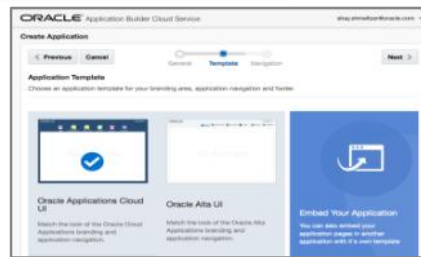 ORACLE Application Builder Cloud Service
Create Application
< Previous Cancel
General Template Navigation
Next >
Application Template
Choose an application template for your branding area, application navigation and footer.
Oracle Applications Cloud UI
Match the look of the Oracle Cloud
Applications branding and
application navigation.
Oracle Alta UI
Match the look of the Oracle Alta
Applications branding and
application navigation.
Embed Your Application
You can also embed your
application pages in another
application with it's own template